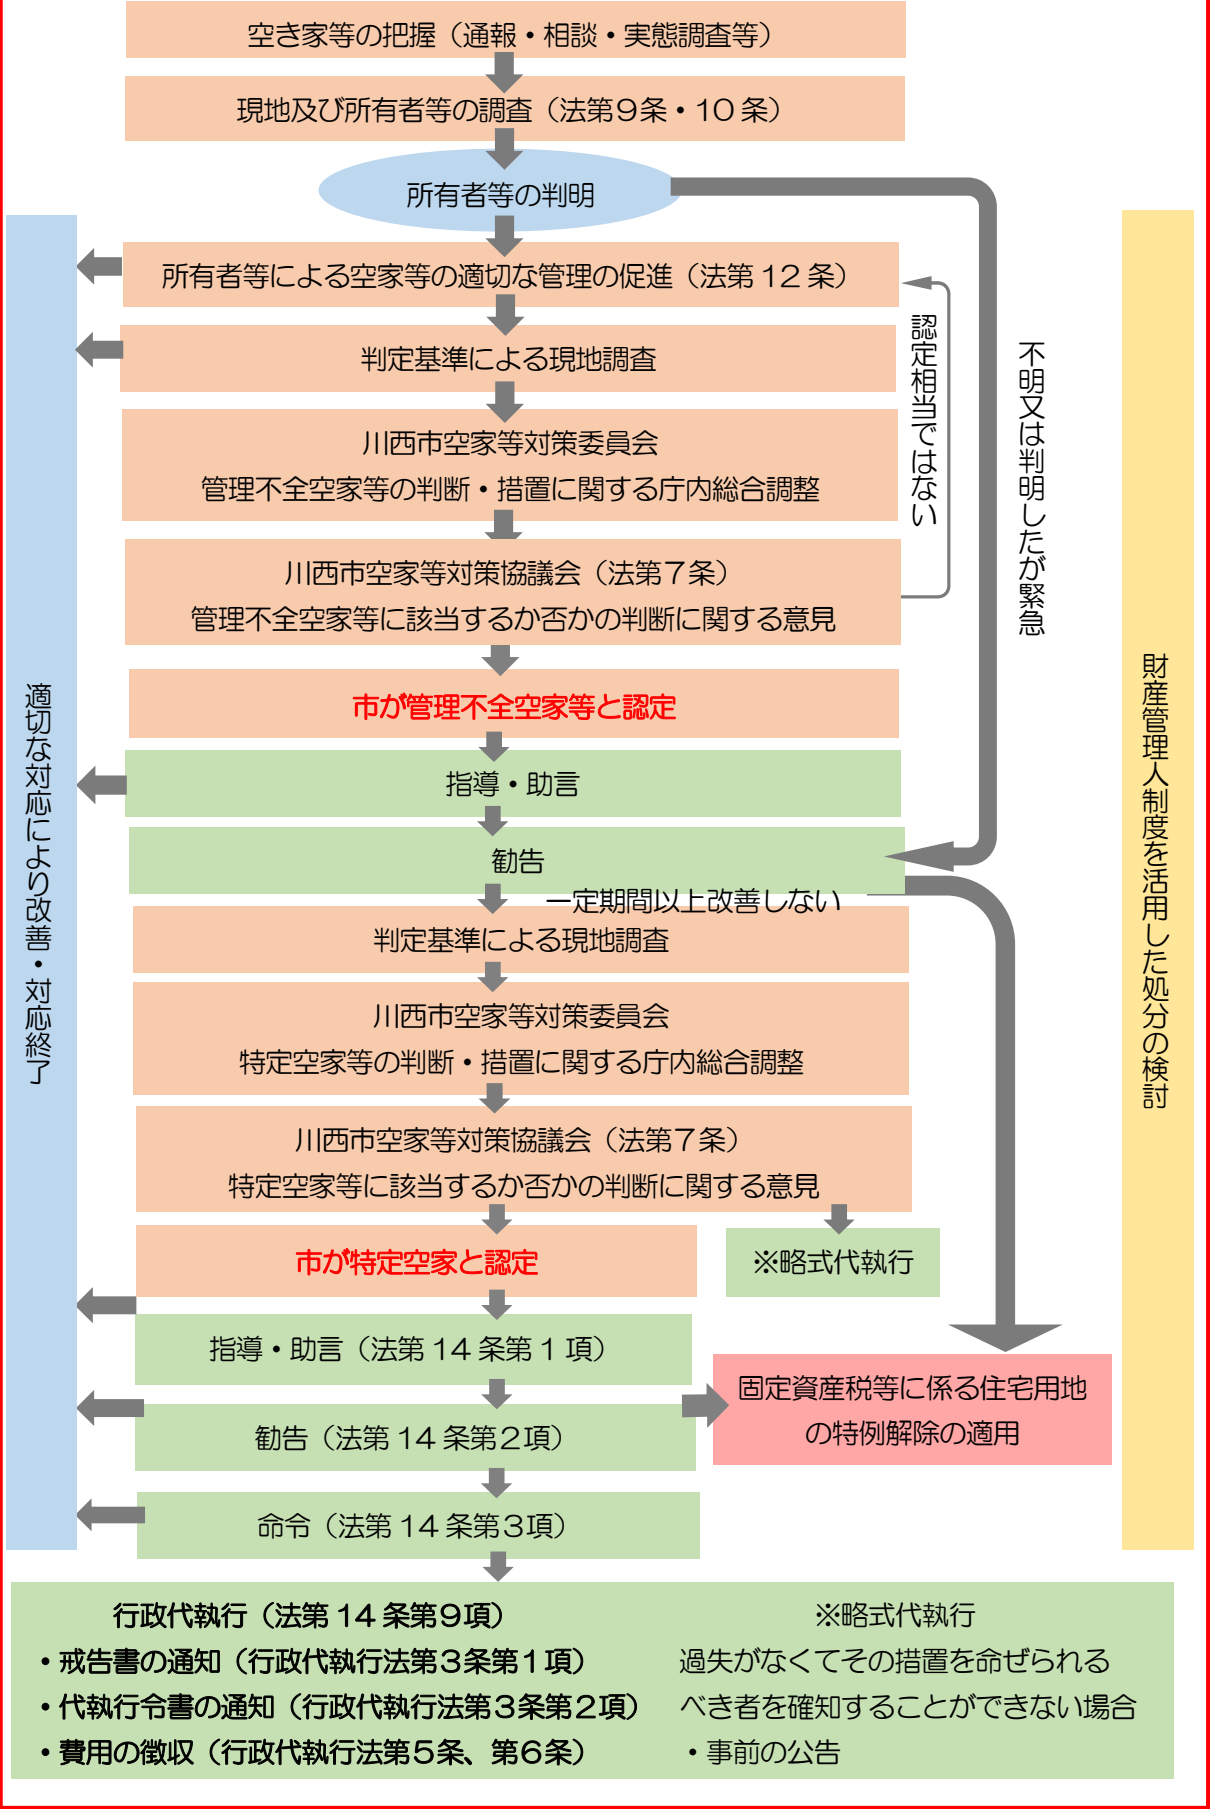 空き家等の把握（通報・相談・実態調査等）
現地及び所有者等の調査（法第９条・１０条）
所有者等の判明
所有者等による空家等の適切な管理の促進（法第１２条）
判定基準による現地調査
川西市空家等対策委員会
管理不全空家等の判断・措置に関する庁内総合調整
川西市空家等対策協議会（法第７条）
管理不全空家等に該当するか否かの判断に関する意見
認定相当ではない
不明又は判明したが緊急
市が管理不全空家等と認定
指導・助言
勧告
一定期間以上改善しない
判定基準による現地調査
川西市空家等対策委員会
特定空家等の判断・措置に関する庁内総合調整
川西市空家等対策協議会（法第７条）
特定空家等に該当するか否かの判断に関する意見
市が特定空家と認定
※略式代執行
指導・助言（法第１４条第１項）
勧告（法第１４条第２項）
固定資産税等に係る住宅用地
の特例解除の適用
命令（法第１４条第３項）
適切な対応により改善・対応終了
財産管理人制度を活用した処分の検討
行政代執行（法第１４条第９項）
・戒告書の通知（行政代執行法第３条第１項）
・代執行令書の通知（行政代執行法第３条第２項）
・費用の徴収（行政代執行法第５条、第６条）
※略式代執行
過失がなくてその措置を命ぜられる
べき者を確知することができない場合
・事前の公告